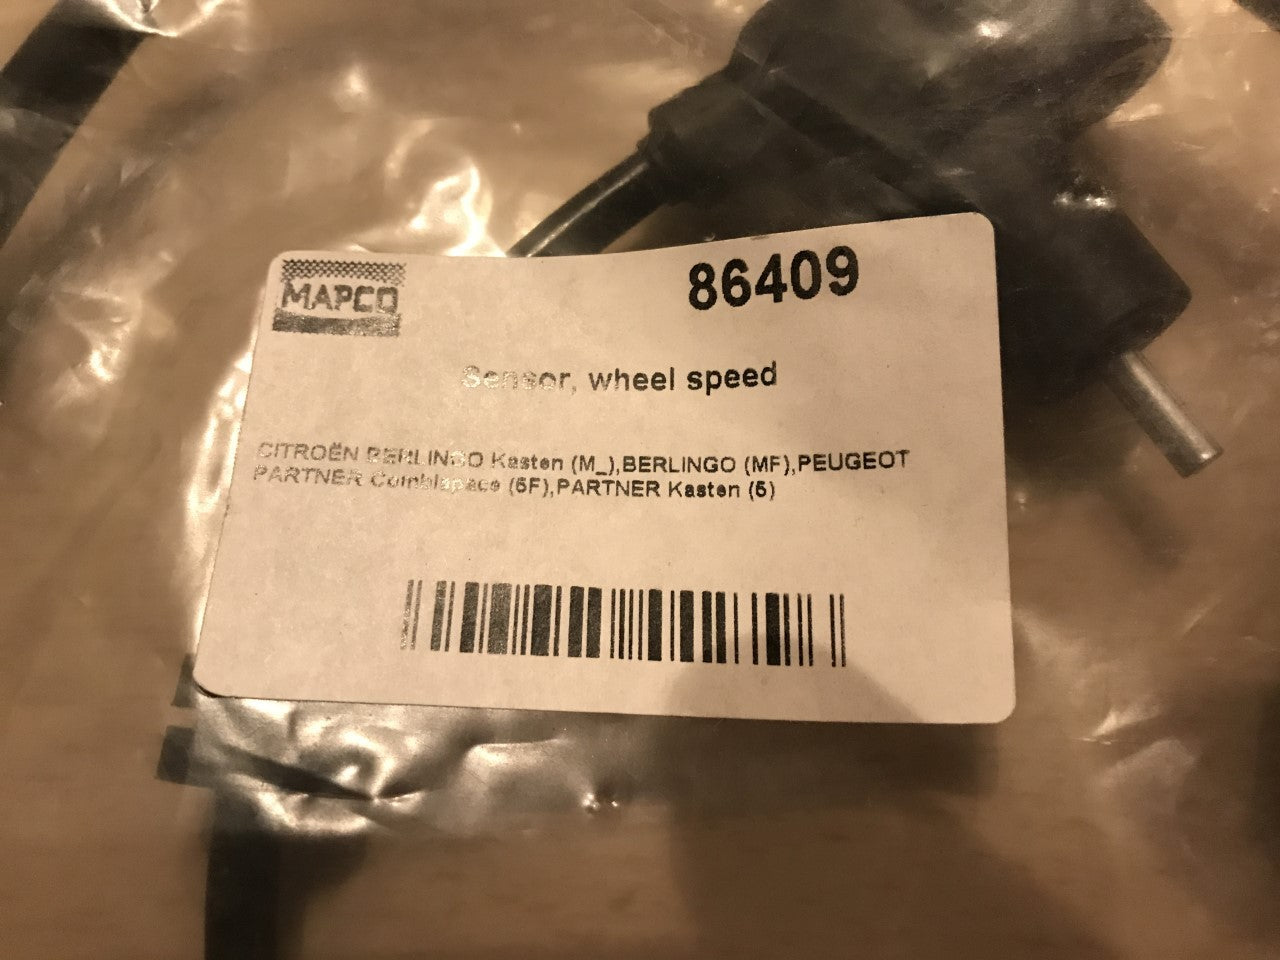 MAPCO
86409
Sensor, wheel speed
CITROËN BERLINGO Kasten (M_),BERLINGO (MF),PEUGEOT
PARTNER Combispace (5F),PARTNER Kasten (5)